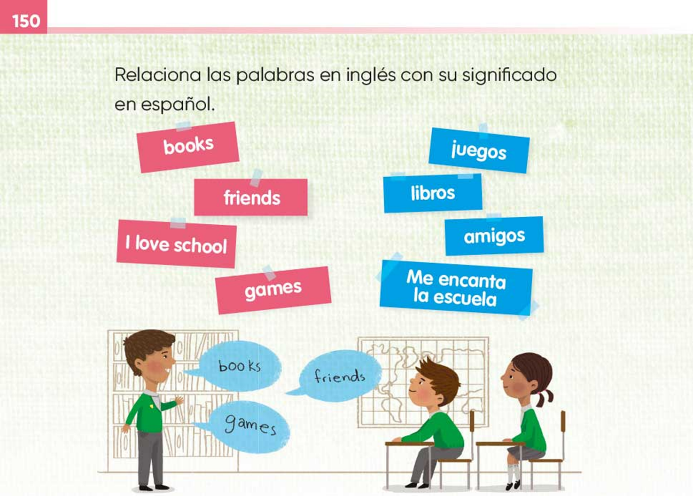 150
Relaciona las palabras en inglés con su significado
en español.
books
friends
I love school
games
juegos
libros
amigos
Me encanta
la escuela
books
friends
games